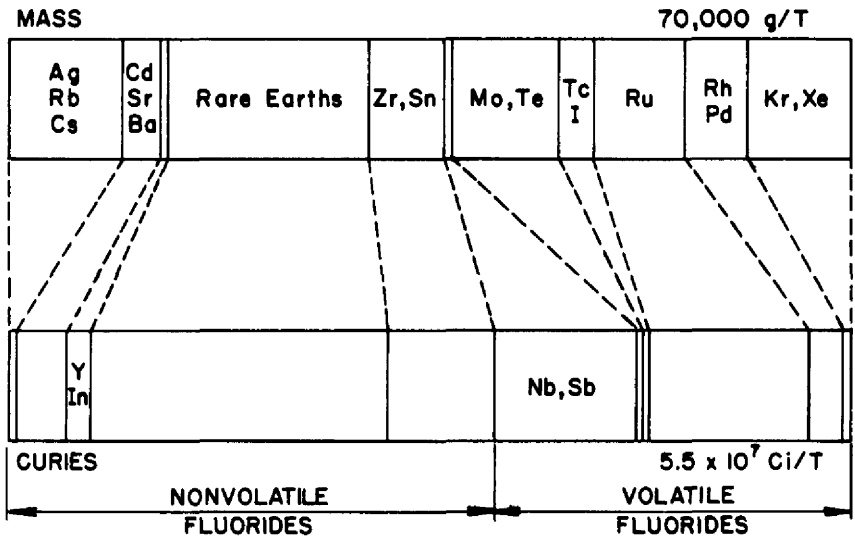 MASS 70,000 g/T
Ag
Rb
Cs
Cd
Sr
Ba
Rare Earths
Zr,Sn
Mo,Te
Tc
I
Ru
Rh
Pd
Kr,Xe
Y
In
Nb,Sb
CURIES 5.5 x 10⁷ Ci/T
NONVOLATILE
FLUORIDES
VOLATILE
FLUORIDES